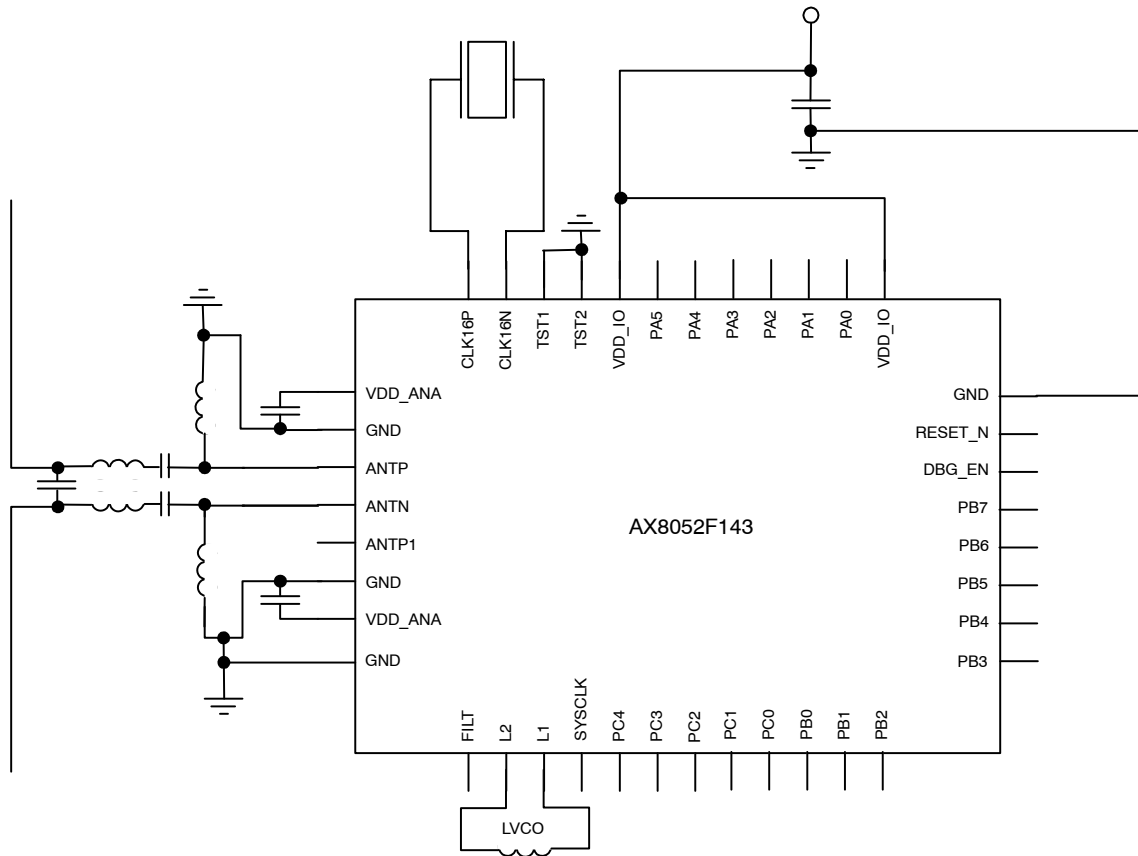 CLK16P
CLK16N
TST1
TST2
VDD_IO
PA5
PA4
PA3
PA2
PA1
PA0
VDD_IO
VDD_ANA
GND
ANTP
ANTN
ANTP1
GND
VDD_ANA
GND
AX8052F143
GND
RESET_N
DBG_EN
PB7
PB6
PB5
PB4
PB3
FILT
L2
L1
SYSCLK
PC4
PC3
PC2
PC1
PC0
PB0
PB1
PB2
LVCO